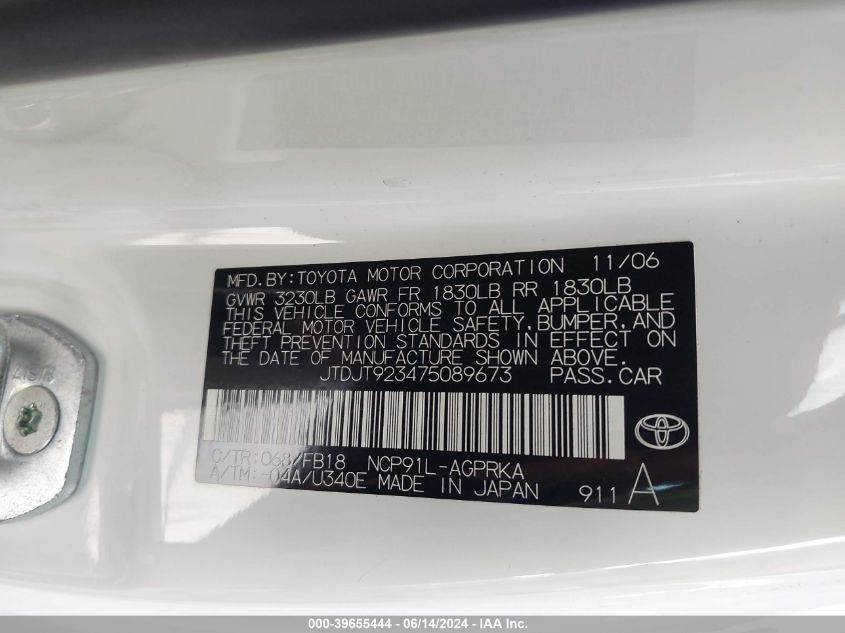 MFD.BY:TOYOTA MOTOR CORPORATION 11/06
GVWR 3230LB GAWR FR 1830LB RR 1830LB
THIS VEHICLE CONFORMS TO ALL APPLICABLE
FEDERAL MOTOR VEHICLE SAFETY,BUMPER,AND
THEFT PREVENTION STANDARDS IN EFFECT ON
THE DATE OF MANUFACTURE SHOWN ABOVE.
JTDJT923475089673 PASS.CAR
C/TR:068/FB18 NCP91L-AGPRKA
A/TM:-04A/U340E MADE IN JAPAN 911 A
000-39655444 - 06/14/2024 - IAA Inc.